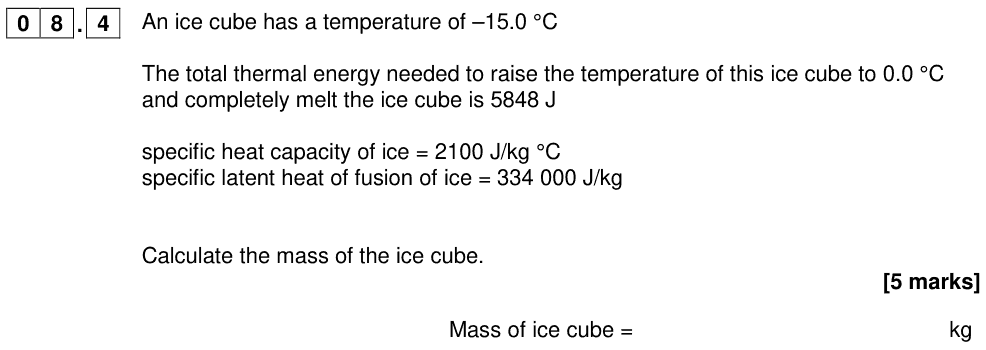 08.4 An ice cube has a temperature of –15.0 °C
The total thermal energy needed to raise the temperature of this ice cube to 0.0 °C
and completely melt the ice cube is 5848 J
specific heat capacity of ice = 2100 J/kg °C
specific latent heat of fusion of ice = 334 000 J/kg
Calculate the mass of the ice cube.
[5 marks]
Mass of ice cube = kg